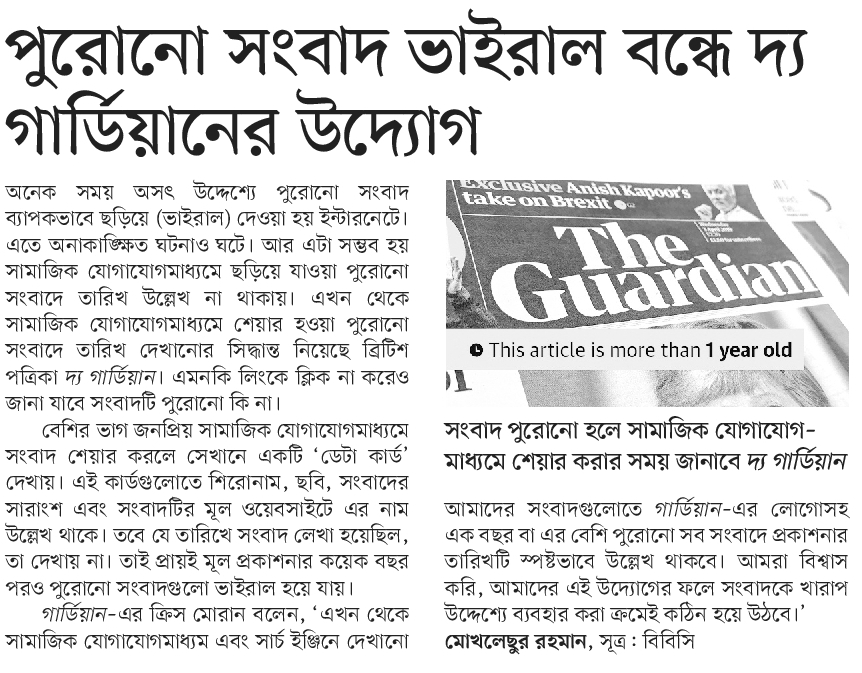 পুরোনো সংবাদ ভাইরাল বন্ধে দ্য
গার্ডিয়ানের উদ্যোগ
অনেক সময় অসৎ উদ্দেশ্যে পুরোনো সংবাদ
ব্যাপকভাবে ছড়িয়ে (ভাইরাল) দেওয়া হয় ইন্টারনেটে।
এতে অনাকাঙ্ক্ষিত ঘটনাও ঘটে। আর এটা সম্ভব হয়
সামাজিক যোগাযোগমাধ্যমে ছড়িয়ে যাওয়া পুরোনো
সংবাদে তারিখ উল্লেখ না থাকায়। এখন থেকে
সামাজিক যোগাযোগমাধ্যমে শেয়ার হওয়া পুরোনো
সংবাদে তারিখ দেখানোর সিদ্ধান্ত নিয়েছে ব্রিটিশ
পত্রিকা দ্য গার্ডিয়ান। এমনকি লিংকে ক্লিক না করেও
জানা যাবে সংবাদটি পুরোনো কি না।
বেশির ভাগ জনপ্রিয় সামাজিক যোগাযোগমাধ্যমে
সংবাদ শেয়ার করলে সেখানে একটি ‘ডেটা কার্ড’
দেখায়। এই কার্ডগুলোতে শিরোনাম, ছবি, সংবাদের
সারাংশ এবং সংবাদটির মূল ওয়েবসাইটে এর নাম
উল্লেখ থাকে। তবে যে তারিখে সংবাদ লেখা হয়েছিল,
তা দেখায় না। তাই প্রায়ই মূল প্রকাশনার কয়েক বছর
পরও পুরোনো সংবাদগুলো ভাইরাল হয়ে যায়।
গার্ডিয়ান-এর ক্রিস মোরান বলেন, ‘এখন থেকে
সামাজিক যোগাযোগমাধ্যম এবং সার্চ ইঞ্জিনে দেখানো
Exclusive Anish Kapoor's
take on Brexit
The
Guardian
This article is more than 1 year old
সংবাদ পুরোনো হলে সামাজিক যোগাযোগ-
মাধ্যমে শেয়ার করার সময় জানাবে দ্য গার্ডিয়ান
আমাদের সংবাদগুলোতে গার্ডিয়ান-এর লোগোসহ
এক বছর বা এর বেশি পুরোনো সব সংবাদে প্রকাশনার
তারিখটি স্পষ্টভাবে উল্লেখ থাকবে। আমরা বিশ্বাস
করি, আমাদের এই উদ্যোগের ফলে সংবাদকে খারাপ
উদ্দেশ্যে ব্যবহার করা ক্রমেই কঠিন হয়ে উঠবে।’
মোখলেছুর রহমান, সূত্র : বিবিসি